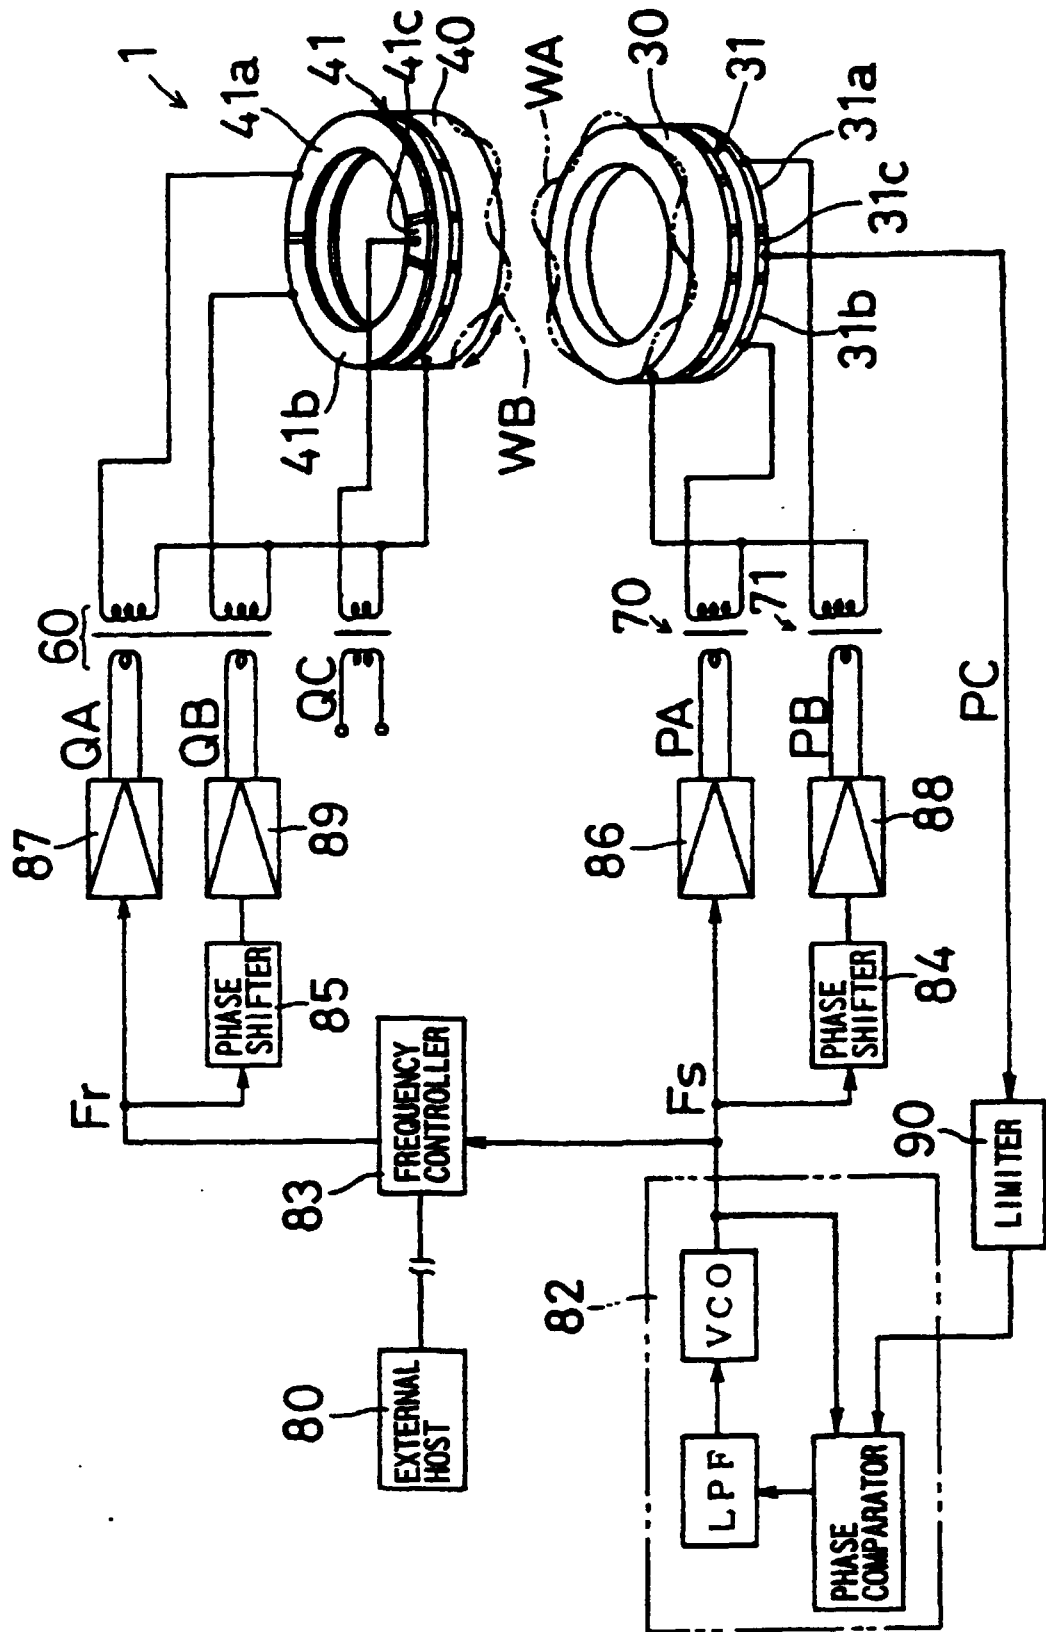 1
41a
41
41c
40
41b
WB
WA
30
31
31a
31c
31b
60
QA
QB
QC
70
71
PA
PB
PC
87
89
86
88
PHASE
SHIFTER
85
PHASE
SHIFTER
84
Fr
Fs
FREQUENCY
CONTROLLER
83
LIMITER
90
EXTERNAL
HOST
80
82
VCO
LPF
PHASE
COMPARATOR